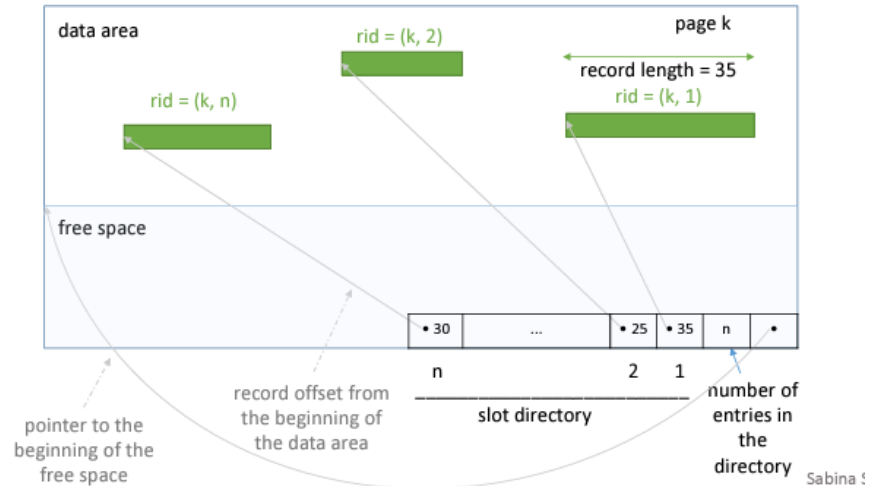 data area
page k
rid = (k, 2)
record length = 35
rid = (k, n)
rid = (k, 1)
free space
• 30 ... • 25 • 35 n •
n 2 1
slot directory
number of
entries in
the
directory
record offset from
the beginning of
the data area
pointer to the
beginning of the
free space
Sabina S